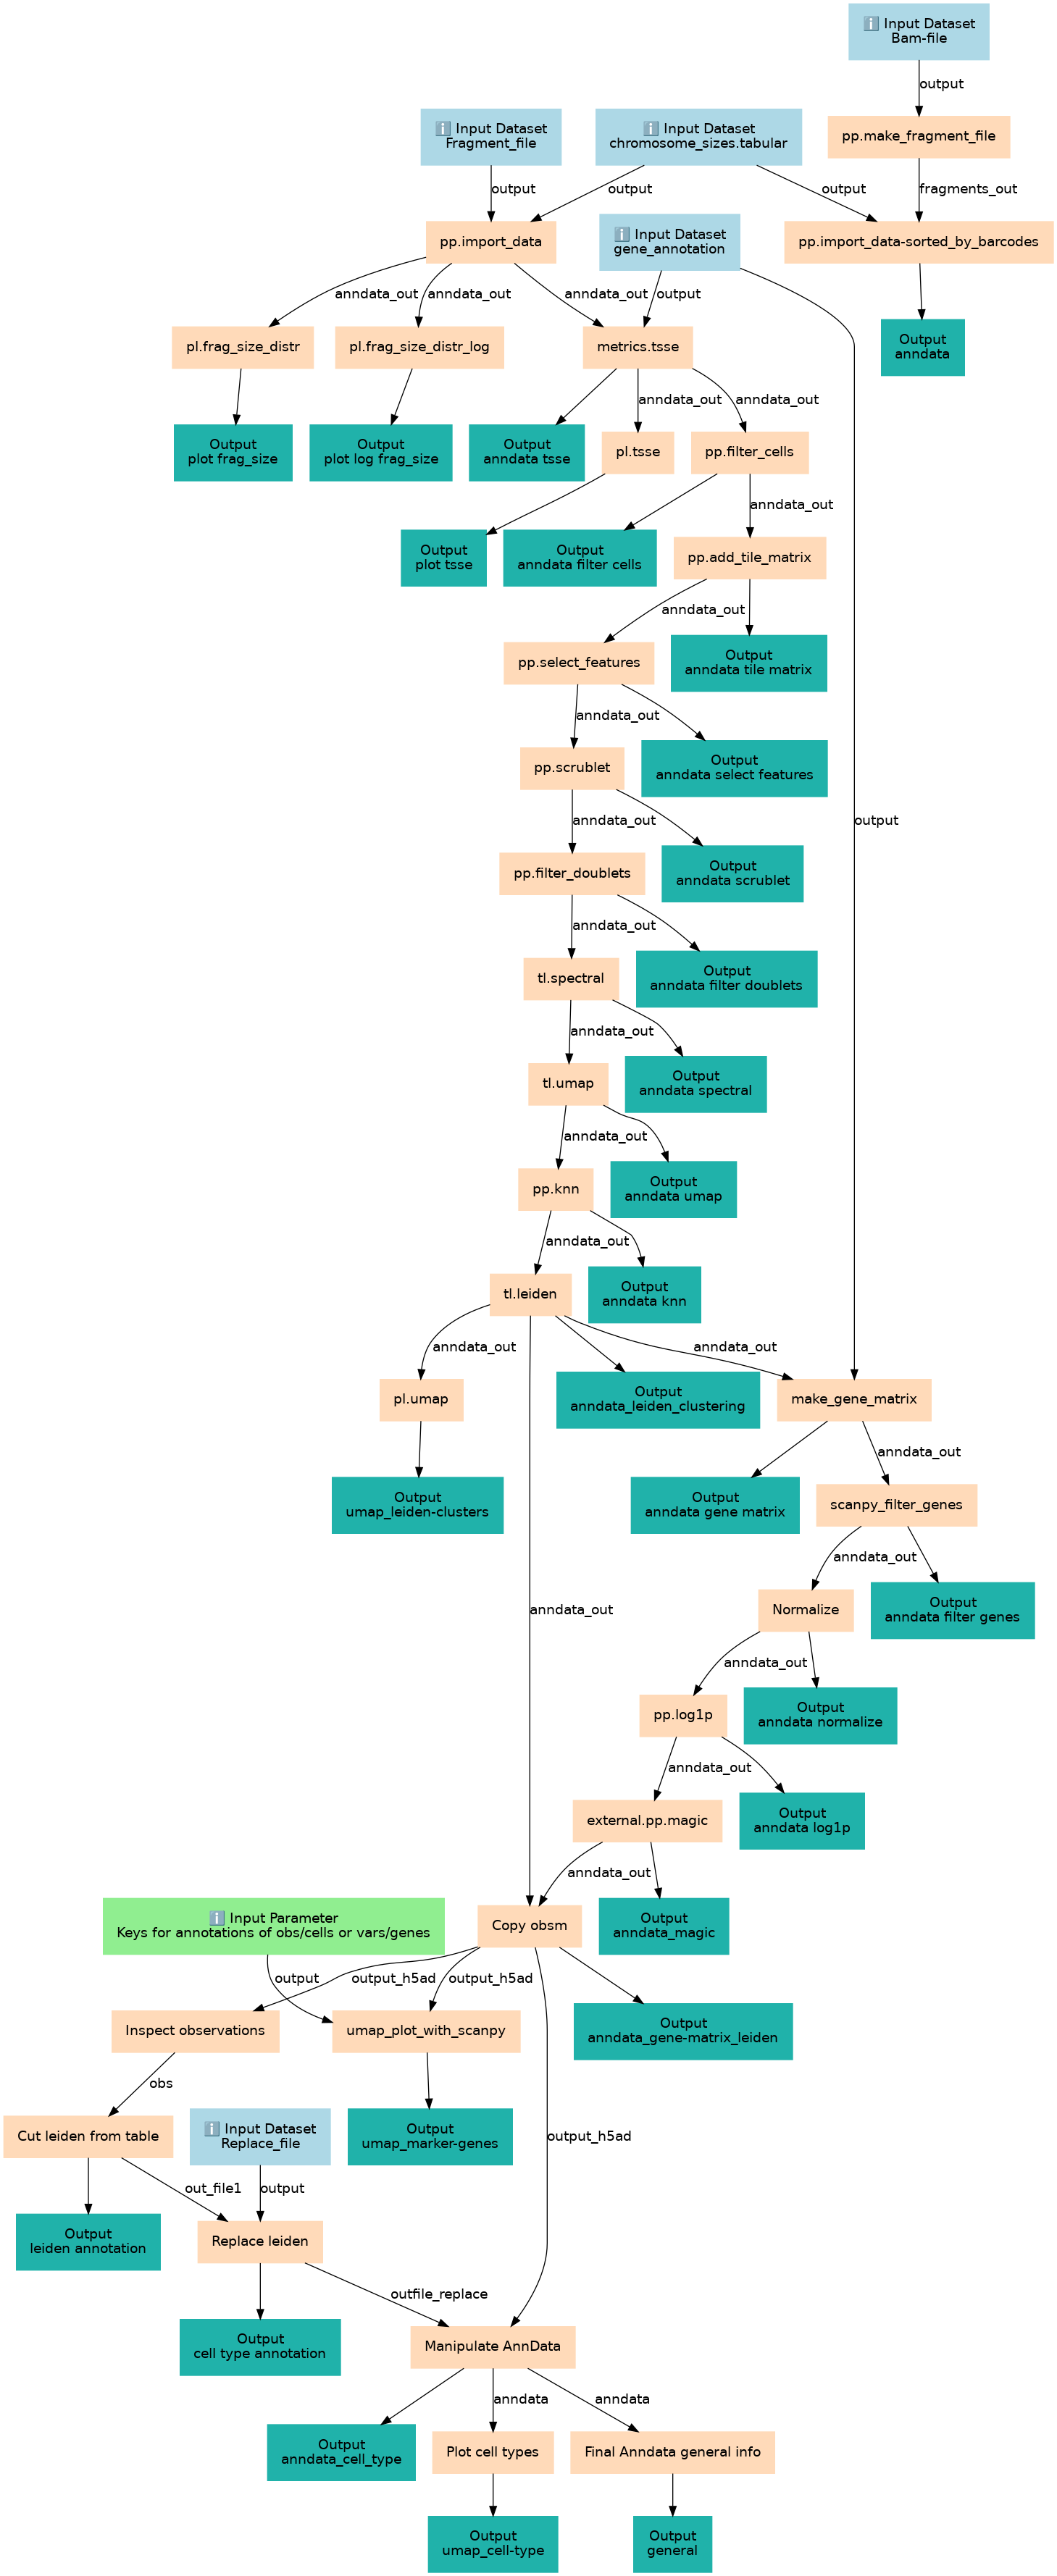 ℹ️ Input Dataset
Bam-file
output
ℹ️ Input Dataset
Fragment_file
ℹ️ Input Dataset
chromosome_sizes.tabular
pp.make_fragment_file
output
output
output
fragments_out
pp.import_data
ℹ️ Input Dataset
gene_annotation
pp.import_data-sorted_by_barcodes
anndata_out
anndata_out
anndata_out
output
pl.frag_size_distr
pl.frag_size_distr_log
metrics.tsse
Output
anndata
anndata_out
anndata_out
Output
plot frag_size
Output
plot log frag_size
Output
anndata tsse
pl.tsse
pp.filter_cells
anndata_out
Output
plot tsse
Output
anndata filter cells
pp.add_tile_matrix
anndata_out
pp.select_features
Output
anndata tile matrix
anndata_out
pp.scrublet
Output
anndata select features
anndata_out
output
pp.filter_doublets
Output
anndata scrublet
anndata_out
tl.spectral
Output
anndata filter doublets
anndata_out
tl.umap
Output
anndata spectral
anndata_out
pp.knn
Output
anndata umap
anndata_out
tl.leiden
Output
anndata knn
anndata_out
anndata_out
pl.umap
Output
anndata_leiden_clustering
make_gene_matrix
anndata_out
Output
umap_leiden-clusters
Output
anndata gene matrix
scanpy_filter_genes
anndata_out
anndata_out
Normalize
Output
anndata filter genes
anndata_out
pp.log1p
Output
anndata normalize
anndata_out
external.pp.magic
Output
anndata log1p
anndata_out
ℹ️ Input Parameter
Keys for annotations of obs/cells or vars/genes
Copy obsm
Output
anndata_magic
output
output_h5ad
output_h5ad
Inspect observations
umap_plot_with_scanpy
Output
anndata_gene-matrix_leiden
obs
Cut leiden from table
ℹ️ Input Dataset
Replace_file
Output
umap_marker-genes
output_h5ad
out_file1
output
Output
leiden annotation
Replace leiden
outfile_replace
Output
cell type annotation
Manipulate AnnData
anndata
anndata
Output
anndata_cell_type
Plot cell types
Final Anndata general info
Output
umap_cell-type
Output
general